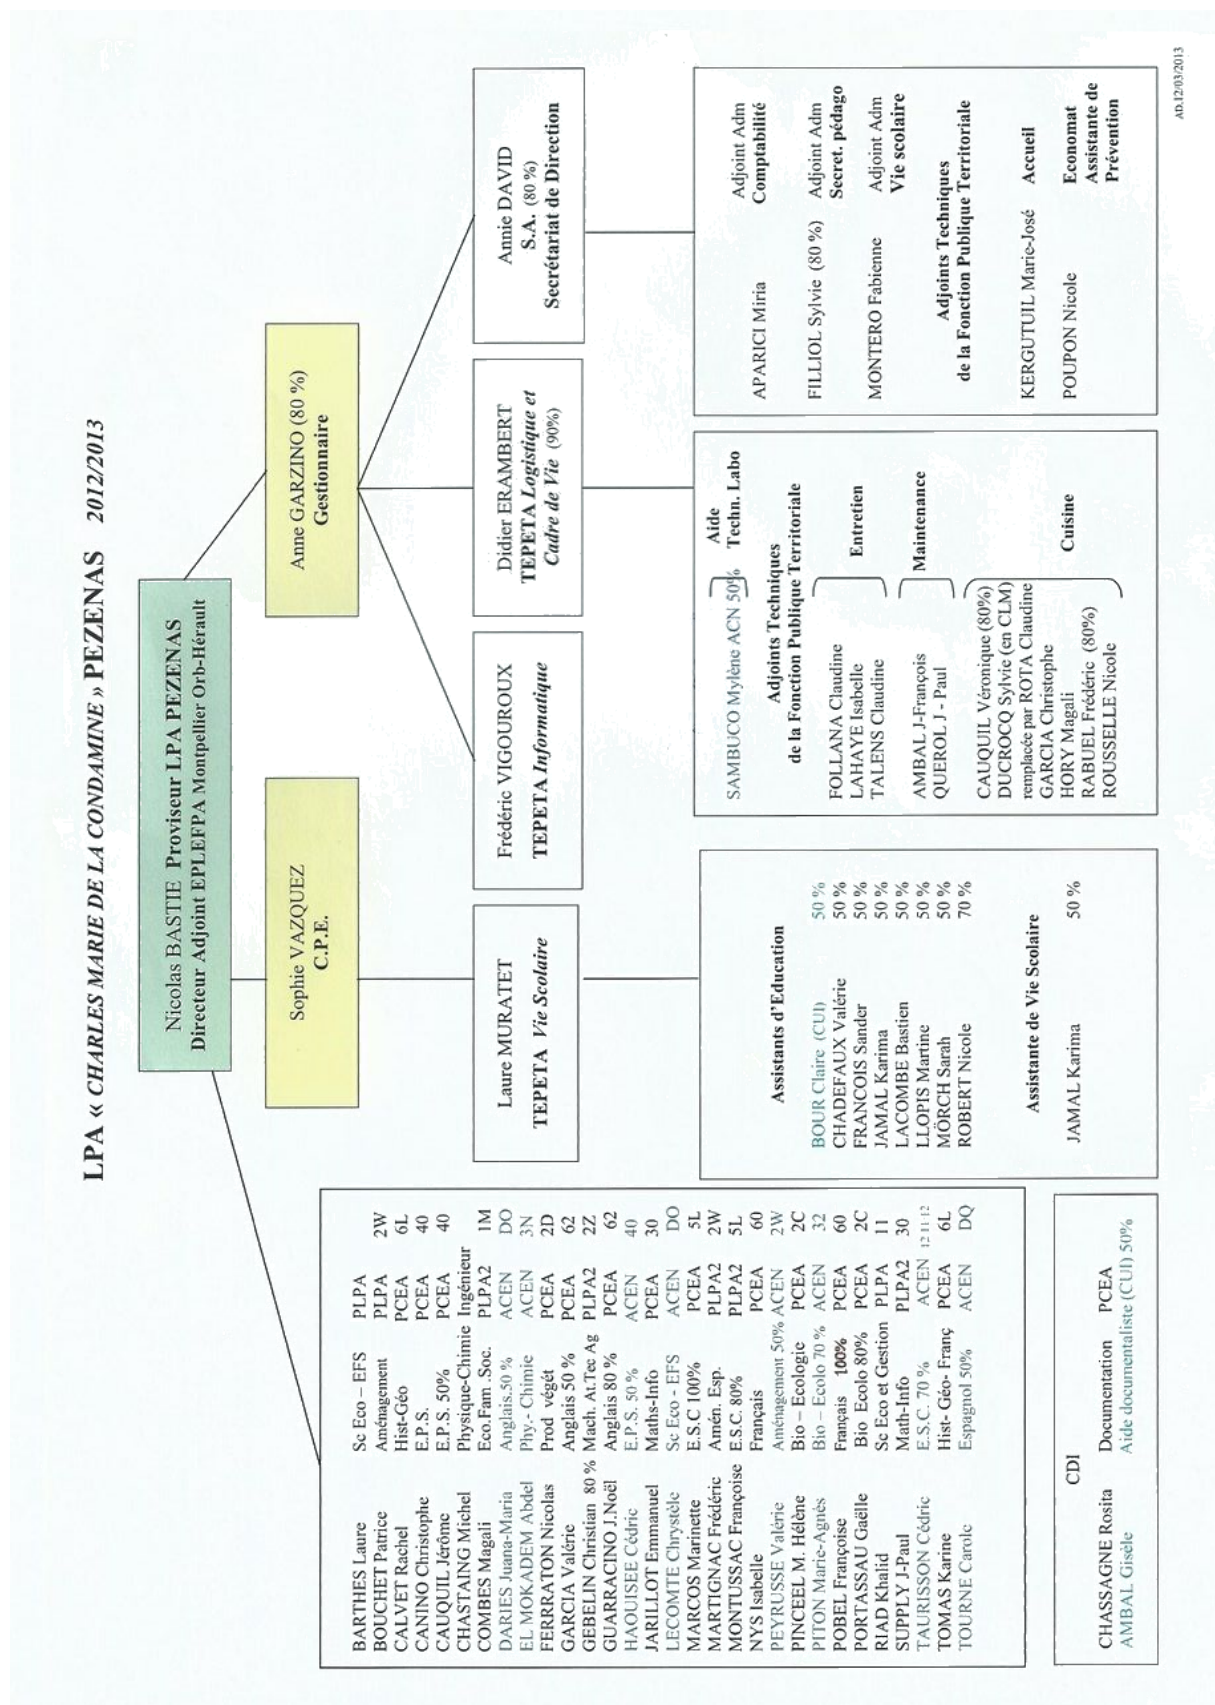 LPA « CHARLES MARIE DE LA CONDAMINE » PEZENAS 2012/2013
Nicolas BASTIE Proviseur LPA PEZENAS
Directeur Adjoint EPLEFPA Montpellier Orb-Hérault
Sophie VAZQUEZ
C.P.E.
Anne GARZINO (80 %)
Gestionnaire
Laure MURATET
TEPETA Vie Scolaire
Frédéric VIGOUROUX
TEPETA Informatique
Didier ERAMBERT
TEPETA Logistique et
Cadre de Vie (90%)
Annie DAVID
S.A. (80 %)
Secrétariat de Direction
BARTHES Laure Sc Eco – EFS PLPA
BOUCHET Patrice Aménagement PLPA 2W
CALVET Rachel Hist-Géo PCEA 6L
CANINO Christophe E.P.S. PCEA 40
CAUQUIL Jérôme E.P.S. 50% PCEA 40
CHASTAING Michel Physique-Chimie Ingénieur
COMBES Magali Eco.Fam .Soc. PLPA2 1M
DARIES Juana-Maria Anglais.50 % ACEN DO
EL MOKADEM Abdel Phy.- Chimie ACEN 3N
FERRRATON Nicolas Prod végét PCEA 2D
GARCIA Valérie Anglais 50 % PCEA 62
GEBELIN Christian 80 % Mach. At.Tec Ag PLPA2 2Z
GUARRACINO J.Noël Anglais 80 % PCEA 62
HAOUISEE Cédric E.P.S. 50 % ACEN 40
JARILLOT Emmanuel Maths-Info PCEA 30
LECOMTE Chrystèle Sc Eco - EFS ACEN DO
MARCOS Marinette E.S.C 100% PCEA 5L
MARTIGNAC Frédéric Amén. Esp. PLPA2 2W
MONTUSSAC Françoise E.S.C. 80% PLPA2 5L
NYS Isabelle Français PCEA 60
PEYRUSSE Valérie Aménagement 50% ACEN 2W
PINCEEL M. Hélène Bio – Ecologie PCEA 2C
PITON Marie-Agnès Bio – Ecolo 70 % ACEN 32
POBEL Françoise Français 100% PCEA 60
PORTASSAU Gaëlle Bio Ecolo 80% PCEA 2C
RIAD Khalid Sc Eco et Gestion PLPA 11
SUPPLY J-Paul Math-Info PLPA2 30
TAURISSON Cédric E.S.C. 70 % ACEN 12 11 12
TOMAS Karine Hist- Géo- Franç PCEA 6L
TOURNE Carole Espagnol 50% ACEN DQ
CDI
CHASSAGNE Rosita Documentation PCEA
AMBAL Gisèle Aide documentaliste (CUI) 50%
Assistants d'Education
BOUR Claire (CUI) 50 %
CHADEFAUX Valérie 50 %
FRANCOIS Sander 50 %
JAMAL Karima 50 %
LACOMBE Bastien 50 %
LLOPIS Martine 50 %
MÖRCH Sarah 50 %
ROBERT Nicole 70 %
Assistante de Vie Scolaire
JAMAL Karima 50 %
Aide
SAMBUCO Mylène ACN 50% Techn. Labo
Adjoints Techniques
de la Fonction Publique Territoriale
FOLLANA Claudine
LAHAYE Isabelle Entretien
TALENS Claudine
AMBAL J-François Maintenance
QUEROL J - Paul
CAUQUIL Véronique (80%)
DUCROCQ Sylvie (en CLM)
remplacée par ROTA Claudine
GARCIA Christophe
HORY Magali Cuisine
RABUEL Frédéric (80%)
ROUSSELLE Nicole
Adjoint Adm
APARICI Miria Comptabilité
FILLIOL Sylvie (80 %) Adjoint Adm
Secret. pédago
MONTERO Fabienne Adjoint Adm
Vie scolaire
Adjoints Techniques
de la Fonction Publique Territoriale
KERGUTUIL Marie-José Accueil
POUPON Nicole Economat
Assistante de
Prévention
AD.12/03/2013